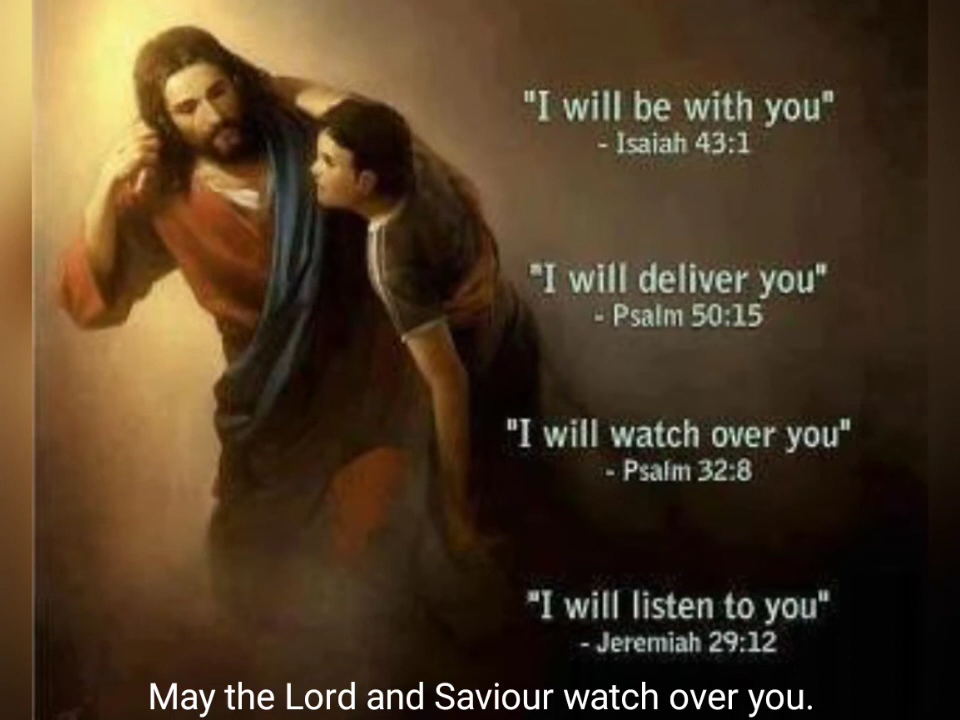 "I will be with you"
- Isaiah 43:1
"I will deliver you"
- Psalm 50:15
"I will watch over you"
- Psalm 32:8
"I will listen to you"
- Jeremiah 29:12
May the Lord and Saviour watch over you.